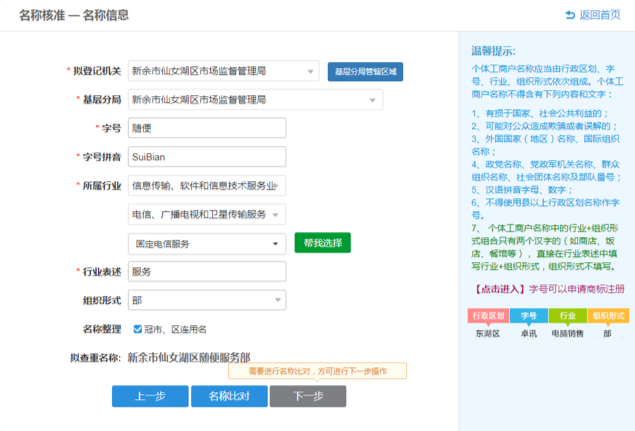 名称核准 — 名称信息
返回首页
* 拟登记机关 新余市仙女湖区市场监督管理局 基层分局管辖区域
* 基层分局 新余市仙女湖区市场监督管理局
* 字号 随便
* 字号拼音 SuiBian
* 所属行业 信息传输、软件和信息技术服务业
电信、广播电视和卫星传输服务
固定电信服务 帮我选择
* 行业表述 服务
组织形式 部
名称整理 冠市、区连用名
拟查重名称: 新余市仙女湖区随便服务部
需要进行名称比对，方可进行下一步操作
上一步 名称比对 下一步
温馨提示:
个体工商户名称应当由行政区划、字
号、行业、组织形式依次组成。个体工
商户名称不得含有下列内容和文字：
1、有损于国家、社会公共利益的；
2、可能对公众造成欺骗或者误解的；
3、外国国家（地区）名称、国际组织
名称；
4、政党名称、党政军机关名称、群众
组织名称、社会团体名称及部队番号；
5、汉语拼音字母、数字；
6、不得使用县以上行政区划名称作字
号。
7、 个体工商户名称中的行业+组织形
式组合只有两个汉字的（如商店、饭
店、餐馆等），直接在行业表述中填
写行业+组织形式，组织形式不填写。
【点击进入】字号可以申请商标注册
行政区划 字号 行业 组织形式
东湖区 卓讯 电脑销售 部